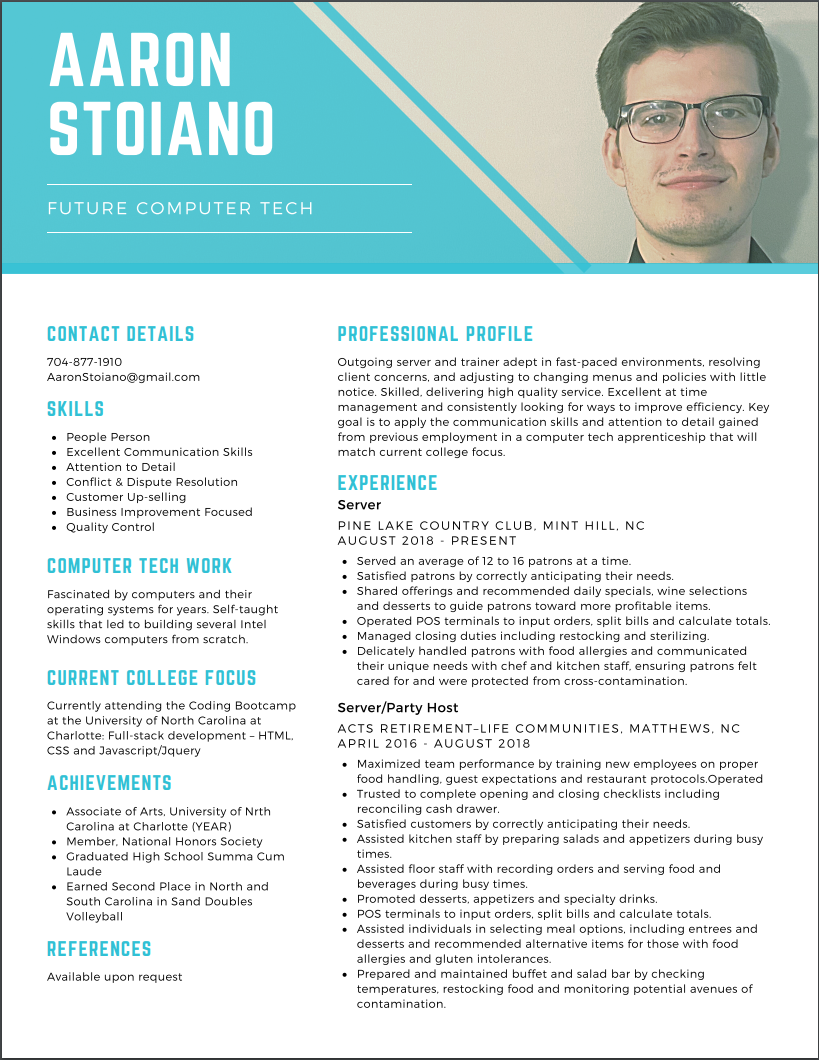 AARON
STOIANO
FUTURE COMPUTER TECH
CONTACT DETAILS
704-877-1910
AaronStoiano@gmail.com
SKILLS
• People Person
• Excellent Communication Skills
• Attention to Detail
• Conflict & Dispute Resolution
• Customer Up-selling
• Business Improvement Focused
• Quality Control
COMPUTER TECH WORK
Fascinated by computers and their
operating systems for years. Self-taught
skills that led to building several Intel
Windows computers from scratch.
CURRENT COLLEGE FOCUS
Currently attending the Coding Bootcamp
at the University of North Carolina at
Charlotte: Full-stack development – HTML,
CSS and Javascript/Jquery
ACHIEVEMENTS
• Associate of Arts, University of Nrth
Carolina at Charlotte (YEAR)
• Member, National Honors Society
• Graduated High School Summa Cum
Laude
• Earned Second Place in North and
South Carolina in Sand Doubles
Volleyball
REFERENCES
Available upon request
PROFESSIONAL PROFILE
Outgoing server and trainer adept in fast-paced environments, resolving
client concerns, and adjusting to changing menus and policies with little
notice. Skilled, delivering high quality service. Excellent at time
management and consistently looking for ways to improve efficiency. Key
goal is to apply the communication skills and attention to detail gained
from previous employment in a computer tech apprenticeship that will
match current college focus.
EXPERIENCE
Server
PINE LAKE COUNTRY CLUB, MINT HILL, NC
AUGUST 2018 - PRESENT
• Served an average of 12 to 16 patrons at a time.
• Satisfied patrons by correctly anticipating their needs.
• Shared offerings and recommended daily specials, wine selections
and desserts to guide patrons toward more profitable items.
• Operated POS terminals to input orders, split bills and calculate totals.
• Managed closing duties including restocking and sterilizing.
• Delicately handled patrons with food allergies and communicated
their unique needs with chef and kitchen staff, ensuring patrons felt
cared for and were protected from cross-contamination.
Server/Party Host
ACTS RETIREMENT–LIFE COMMUNITIES, MATTHEWS, NC
APRIL 2016 - AUGUST 2018
• Maximized team performance by training new employees on proper
food handling, guest expectations and restaurant protocols.Operated
• Trusted to complete opening and closing checklists including
reconciling cash drawer.
• Satisfied customers by correctly anticipating their needs.
• Assisted kitchen staff by preparing salads and appetizers during busy
times.
• Assisted floor staff with recording orders and serving food and
beverages during busy times.
• Promoted desserts, appetizers and specialty drinks.
• POS terminals to input orders, split bills and calculate totals.
• Assisted individuals in selecting meal options, including entrees and
desserts and recommended alternative items for those with food
allergies and gluten intolerances.
• Prepared and maintained buffet and salad bar by checking
temperatures, restocking food and monitoring potential avenues of
contamination.